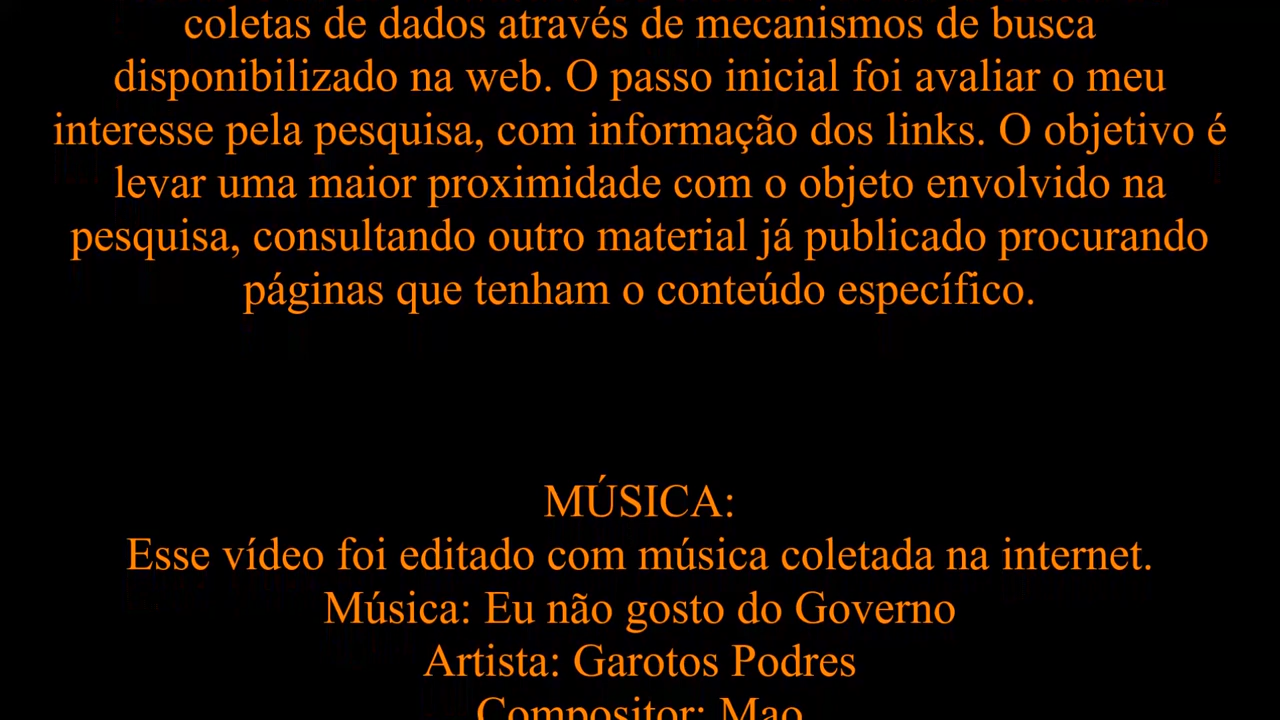 coletas de dados através de mecanismos de busca
disponibilizado na web. O passo inicial foi avaliar o meu
interesse pela pesquisa, com informação dos links. O objetivo é
levar uma maior proximidade com o objeto envolvido na
pesquisa, consultando outro material já publicado procurando
páginas que tenham o conteúdo específico.
MÚSICA:
Esse vídeo foi editado com música coletada na internet.
Música: Eu não gosto do Governo
Artista: Garotos Podres
Compositor: Mao